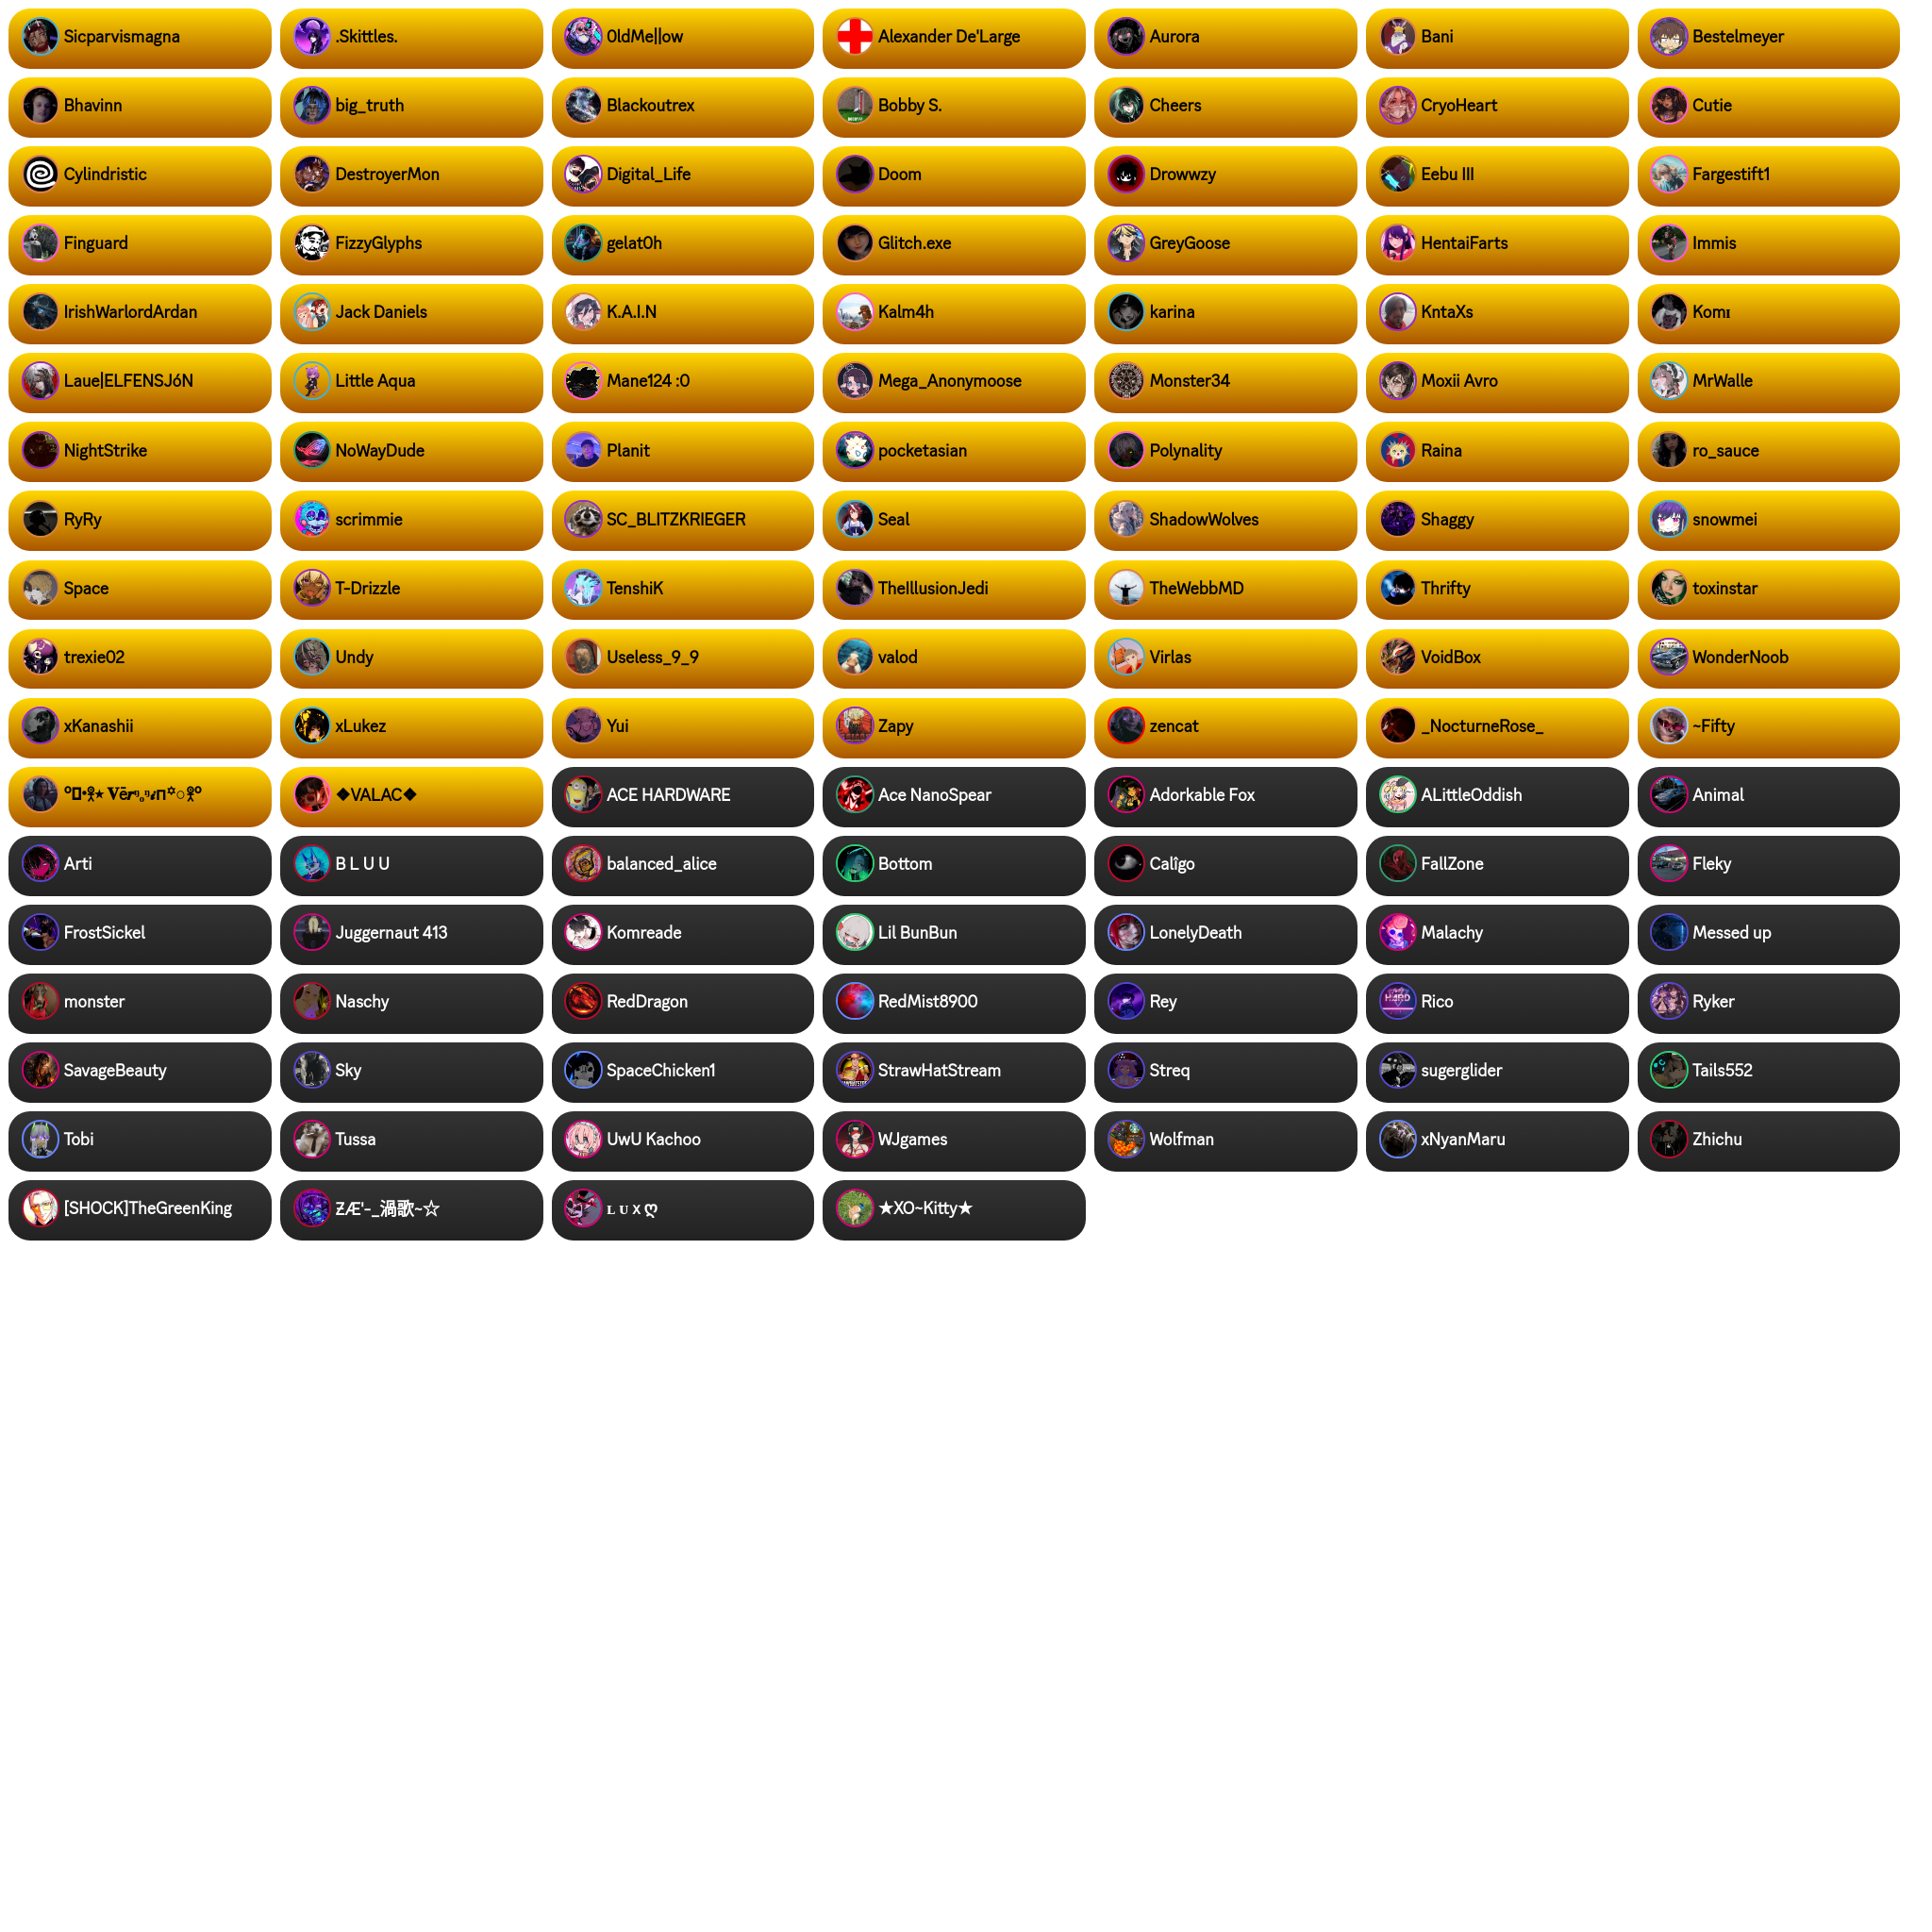 Sicparvismagna
.Skittles.
0ldMe||ow
Alexander De'Large
Aurora
Bani
Bestelmeyer
Bhavinn
big_truth
Blackoutrex
Bobby S.
Cheers
CryoHeart
Cutie
Cylindristic
DestroyerMon
Digital_Life
Doom
Drowwzy
Eebu III
Fargestift1
Finguard
FizzyGlyphs
gelat0h
Glitch.exe
GreyGoose
HentaiFarts
Immis
IrishWarlordArdan
Jack Daniels
K.A.I.N
Kalm4h
karina
KntaXs
Komɪ
Laue|ELFENSJóN
Little Aqua
Mane124 :0
Mega_Anonymoose
Monster34
Moxii Avro
MrWalle
NightStrike
NoWayDude
Planit
pocketasian
Polynality
Raina
ro_sauce
RyRy
scrimmie
SC_BLITZKRIEGER
Seal
ShadowWolves
Shaggy
snowmei
Space
T-Drizzle
TenshiK
TheIllusionJedi
TheWebbMD
Thrifty
toxinstar
trexie02
Undy
Useless_9_9
valod
Virlas
VoidBox
WonderNoob
xKanashii
xLukez
Yui
Zapy
zencat
_NocturneRose_
~Fifty
❖VALAC❖
ACE HARDWARE
Ace NanoSpear
Adorkable Fox
ALittleOddish
Animal
Arti
B L U U
balanced_alice
Bottom
Calîgo
FallZone
Fleky
FrostSickel
Juggernaut 413
Komreade
Lil BunBun
LonelyDeath
Malachy
Messed up
monster
Naschy
RedDragon
RedMist8900
Rey
Rico
Ryker
SavageBeauty
Sky
SpaceChicken1
StrawHatStream
Streq
sugerglider
Tails552
Tobi
Tussa
UwU Kachoo
WJgames
Wolfman
xNyanMaru
Zhichu
[SHOCK]TheGreenKing
ƵÆ'-_渦歌~☆
ʟ ᴜ x ღ
★XO~Kitty★